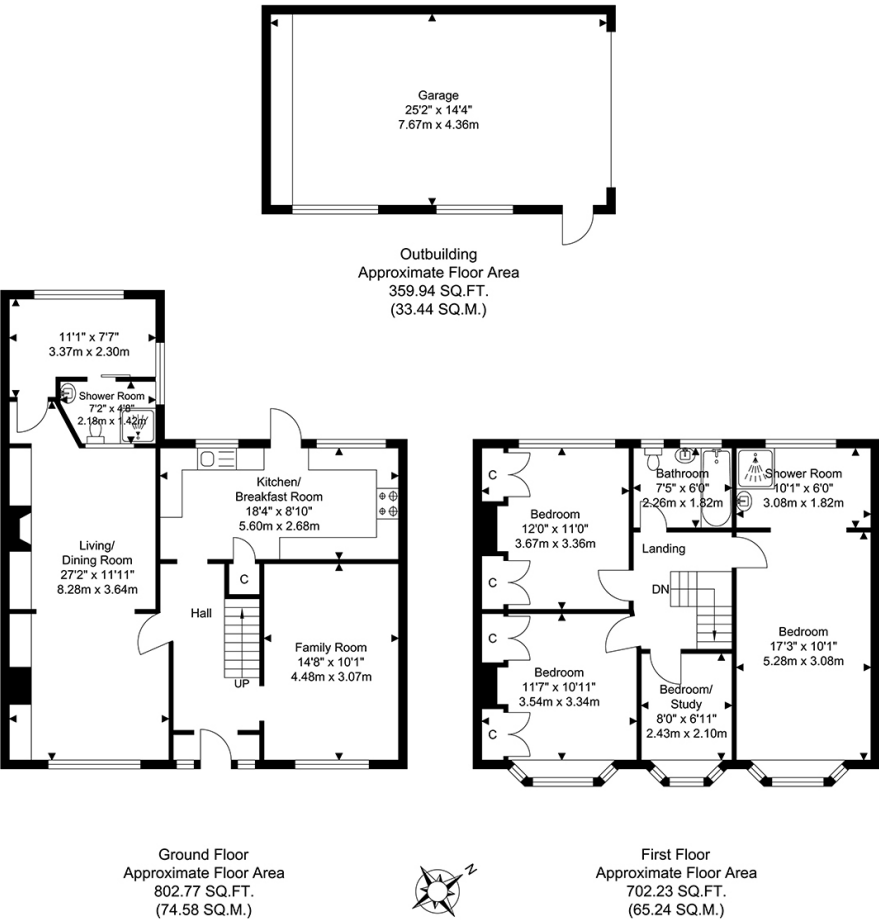 Garage
25'2" x 14'4"
7.67m x 4.36m
Outbuilding
Approximate Floor Area
359.94 SQ.FT.
(33.44 SQ.M.)
11'1" x 7'7"
3.37m x 2.30m
Shower Room
7'2" x 4'8"
2.18m x 1.42m
Kitchen/
Breakfast Room
18'4" x 8'10"
5.60m x 2.68m
Living/
Dining Room
27'2" x 11'11"
8.28m x 3.64m
C
Hall
UP
Family Room
14'8" x 10'1"
4.48m x 3.07m
Ground Floor
Approximate Floor Area
802.77 SQ.FT.
(74.58 SQ.M.)
N
C
Bedroom
12'0" x 11'0"
3.67m x 3.36m
C
Bathroom
7'5" x 6'0"
2.26m x 1.82m
Shower Room
10'1" x 6'0"
3.08m x 1.82m
Landing
DN
C
Bedroom
11'7" x 10'11"
3.54m x 3.34m
C
Bedroom/
Study
8'0" x 6'11"
2.43m x 2.10m
Bedroom
17'3" x 10'1"
5.28m x 3.08m
First Floor
Approximate Floor Area
702.23 SQ.FT.
(65.24 SQ.M.)